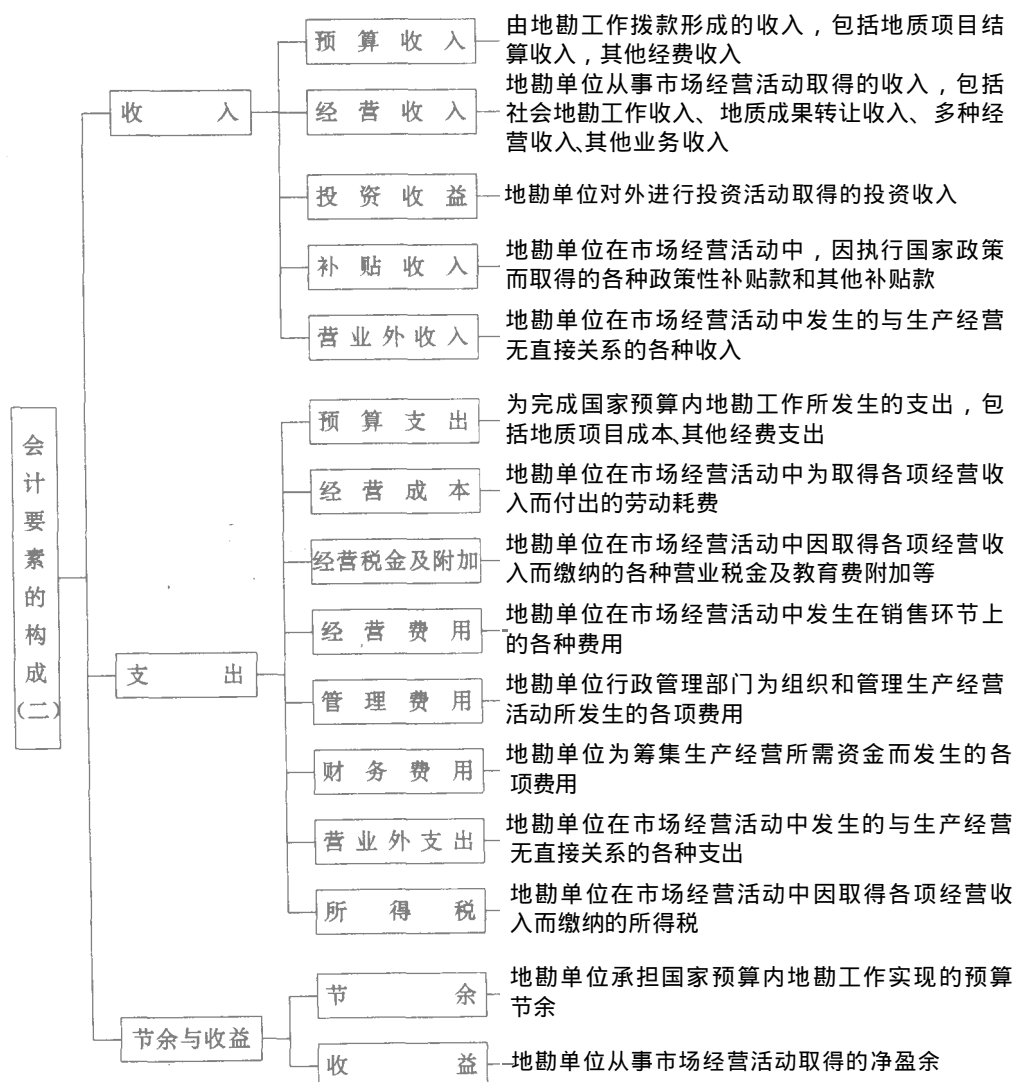 会计要素的构成(二)
收入
预算收入
由地勘工作拨款形成的收入，包括地质项目结
算收入，其他经费收入
经营收入
地勘单位从事市场经营活动取得的收入，包括
社会地勘工作收入、地质成果转让收入、多种经
营收入、其他业务收入
投资收益
地勘单位对外进行投资活动取得的投资收入
补贴收入
地勘单位在市场经营活动中，因执行国家政策
而取得的各种政策性补贴款和其他补贴款
营业外收入
地勘单位在市场经营活动中发生的与生产经营
无直接关系的各种收入
支出
预算支出
为完成国家预算内地勘工作所发生的支出，包
括地质项目成本、其他经费支出
经营成本
地勘单位在市场经营活动中为取得各项经营收
入而付出的劳动耗费
经营税金及附加
地勘单位在市场经营活动中因取得各项经营收
入而缴纳的各种营业税金及教育费附加等
经营费用
地勘单位在市场经营活动中发生在销售环节上
的各种费用
管理费用
地勘单位行政管理部门为组织和管理生产经营
活动所发生的各项费用
财务费用
地勘单位为筹集生产经营所需资金而发生的各
项费用
营业外支出
地勘单位在市场经营活动中发生的与生产经营
无直接关系的各种支出
所得税
地勘单位在市场经营活动中因取得各项经营收
入而缴纳的所得税
节余与收益
节余
地勘单位承担国家预算内地勘工作实现的预算
节余
收益
地勘单位从事市场经营活动取得的净盈余